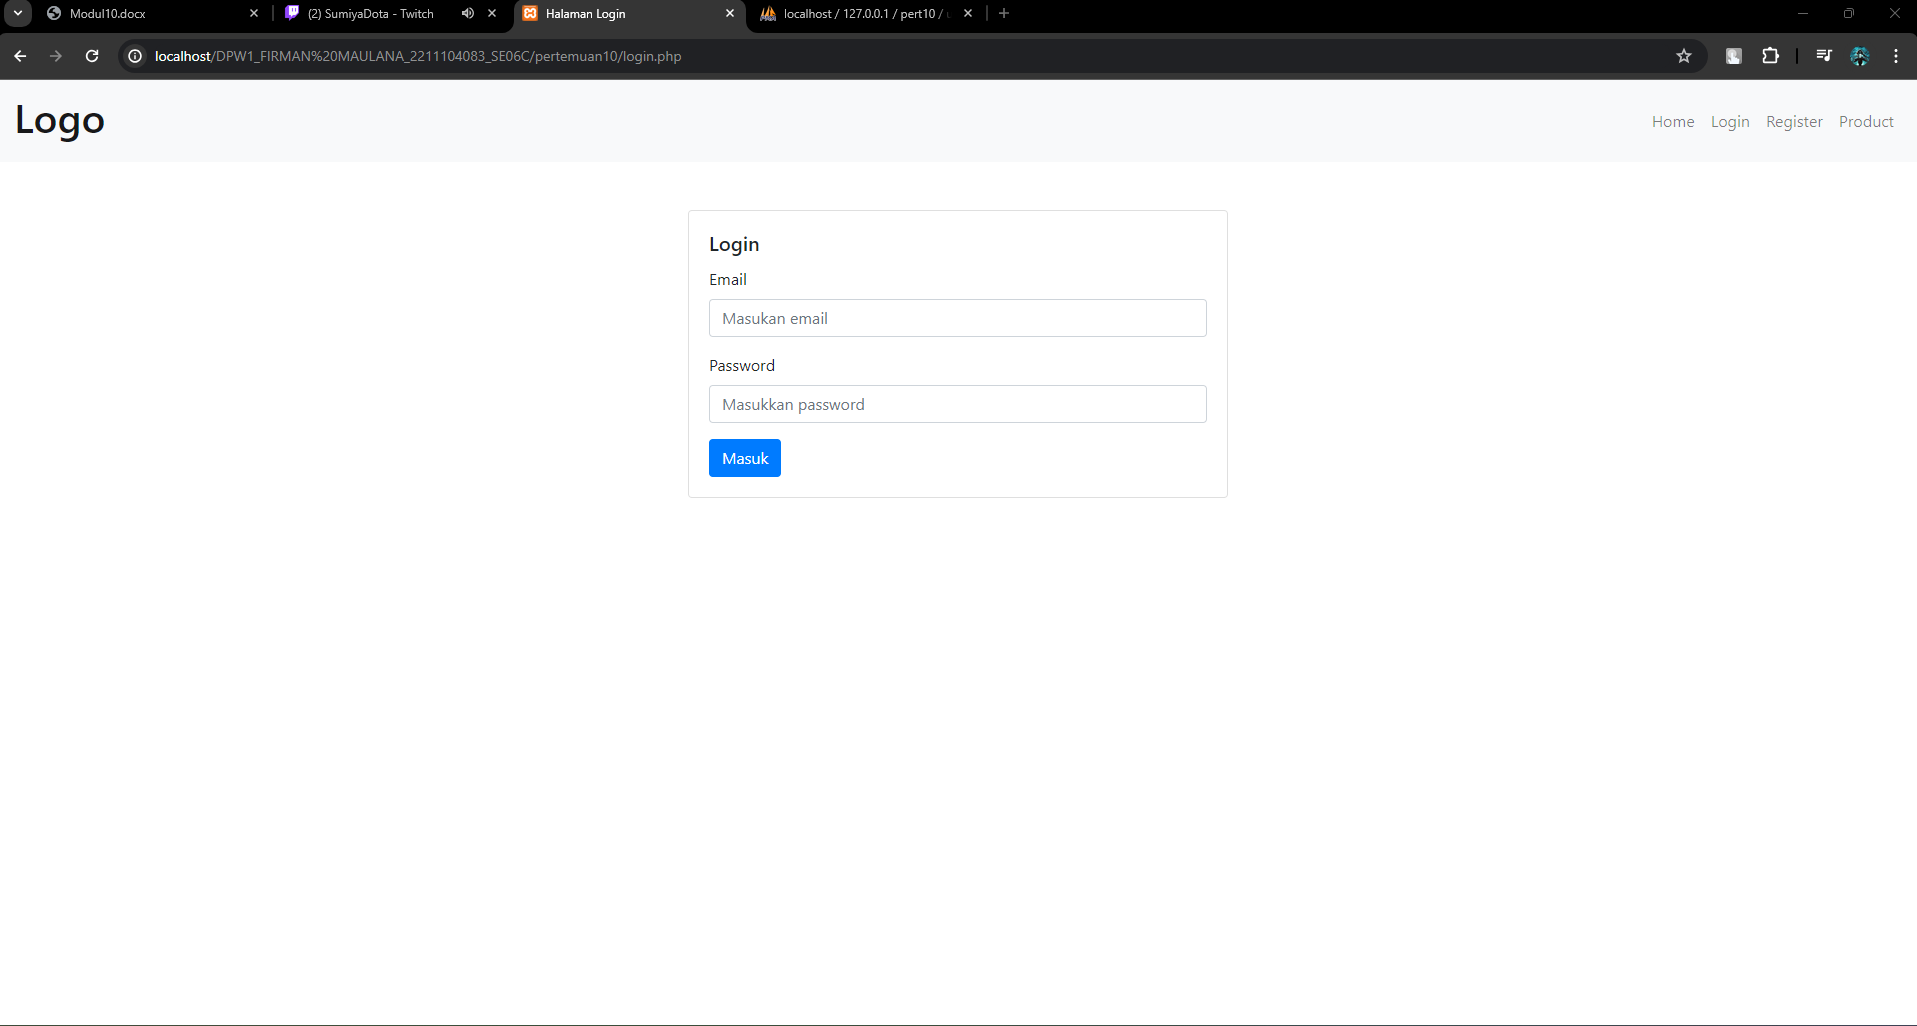 Modul10.docx
(2) SumiyaDota - Twitch
Halaman Login
localhost / 127.0.0.1 / pert10 /
localhost/DPW1_FIRMAN%20MAULANA_2211104083_SE06C/pertemuan10/login.php
Logo
Home Login Register Product
Login
Email
Masukan email
Password
Masukkan password
Masuk